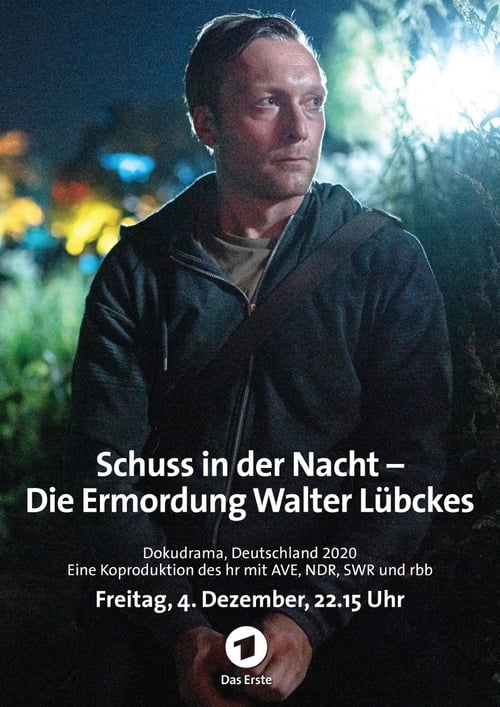 Schuss in der Nacht –
Die Ermordung Walter Lübckes
Dokudrama, Deutschland 2020
Eine Koproduktion des hr mit AVE, NDR, SWR und rbb
Freitag, 4. Dezember, 22.15 Uhr
1
Das Erste